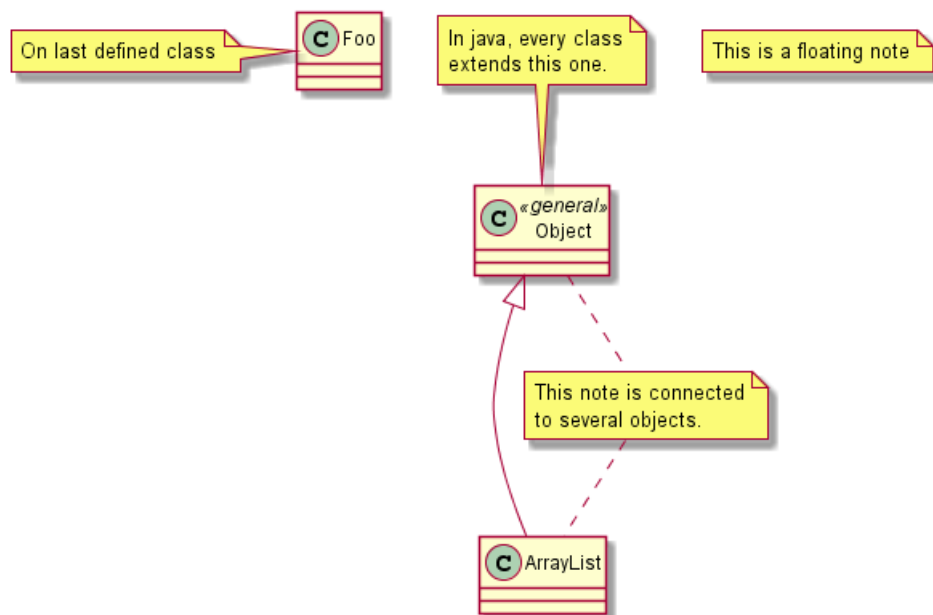 On last defined class
C Foo
In java, every class
extends this one.
This is a floating note
C «general»
Object
This note is connected
to several objects.
C ArrayList